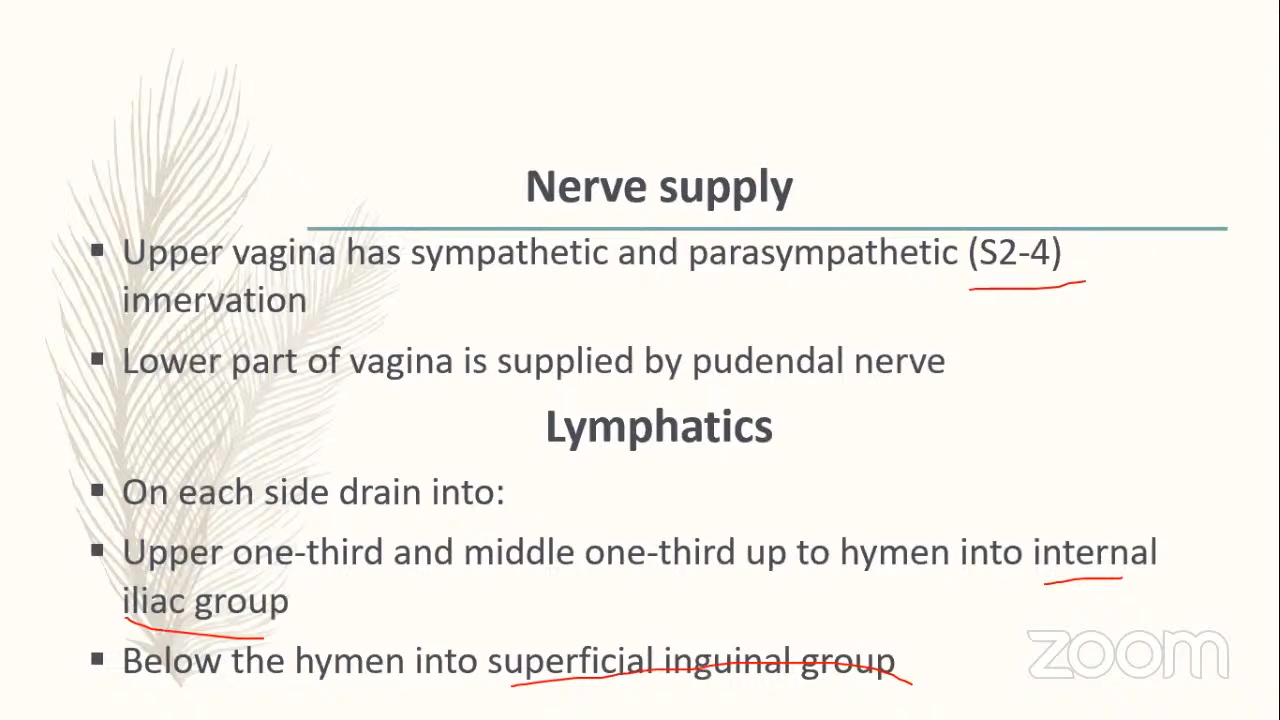 Nerve supply
▪ Upper vagina has sympathetic and parasympathetic (S2-4)
innervation
▪ Lower part of vagina is supplied by pudendal nerve
Lymphatics
▪ On each side drain into:
▪ Upper one-third and middle one-third up to hymen into internal
iliac group
▪ Below the hymen into superficial inguinal group
zoom